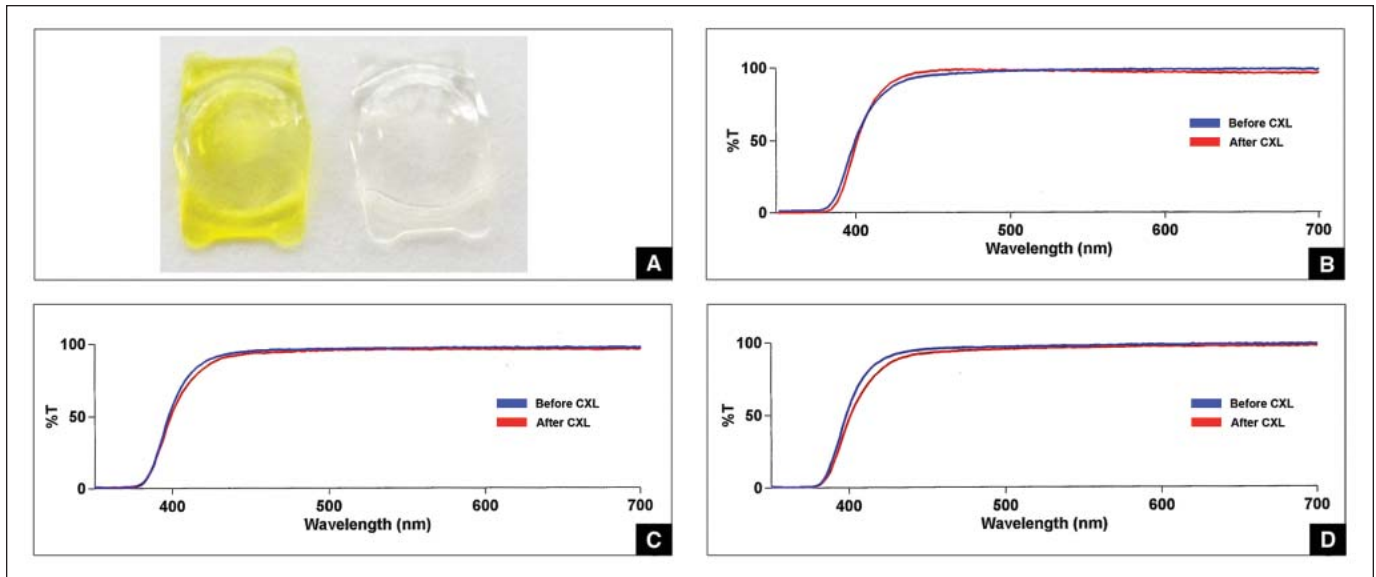 A
100
50
0
%T
Before CXL
After CXL
400
500
600
700
Wavelength (nm)
B
100
50
0
%T
Before CXL
After CXL
400
500
600
700
Wavelength (nm)
C
100
50
0
%T
Before CXL
After CXL
400
500
600
700
Wavelength (nm)
D